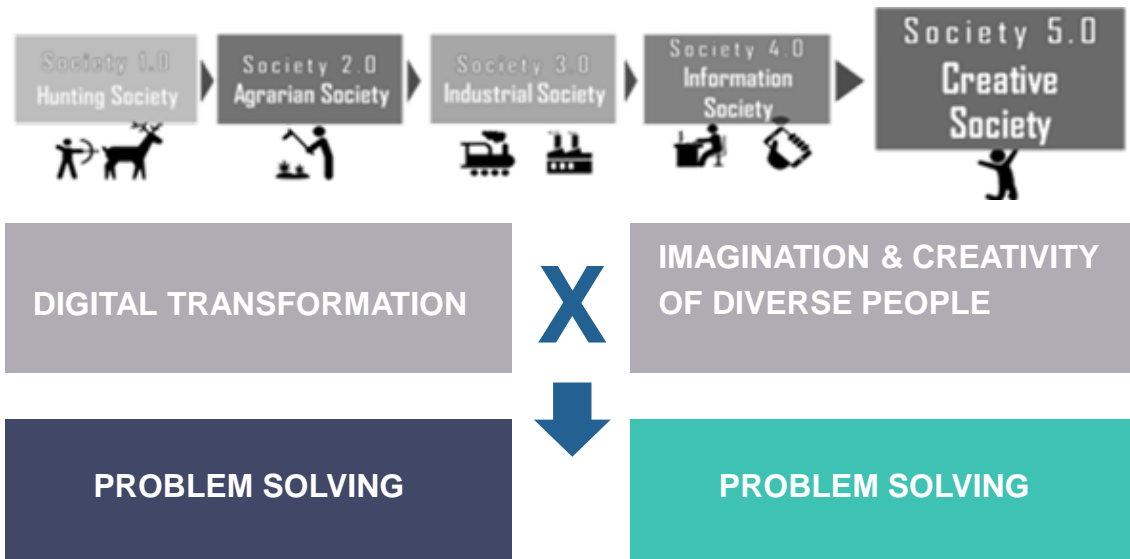 Society 1.0
Hunting Society
Society 2.0
Agrarian Society
Society 3.0
Industrial Society
Society 4.0
Information
Society
Society 5.0
Creative
Society
DIGITAL TRANSFORMATION
X
IMAGINATION & CREATIVITY
OF DIVERSE PEOPLE
PROBLEM SOLVING
PROBLEM SOLVING